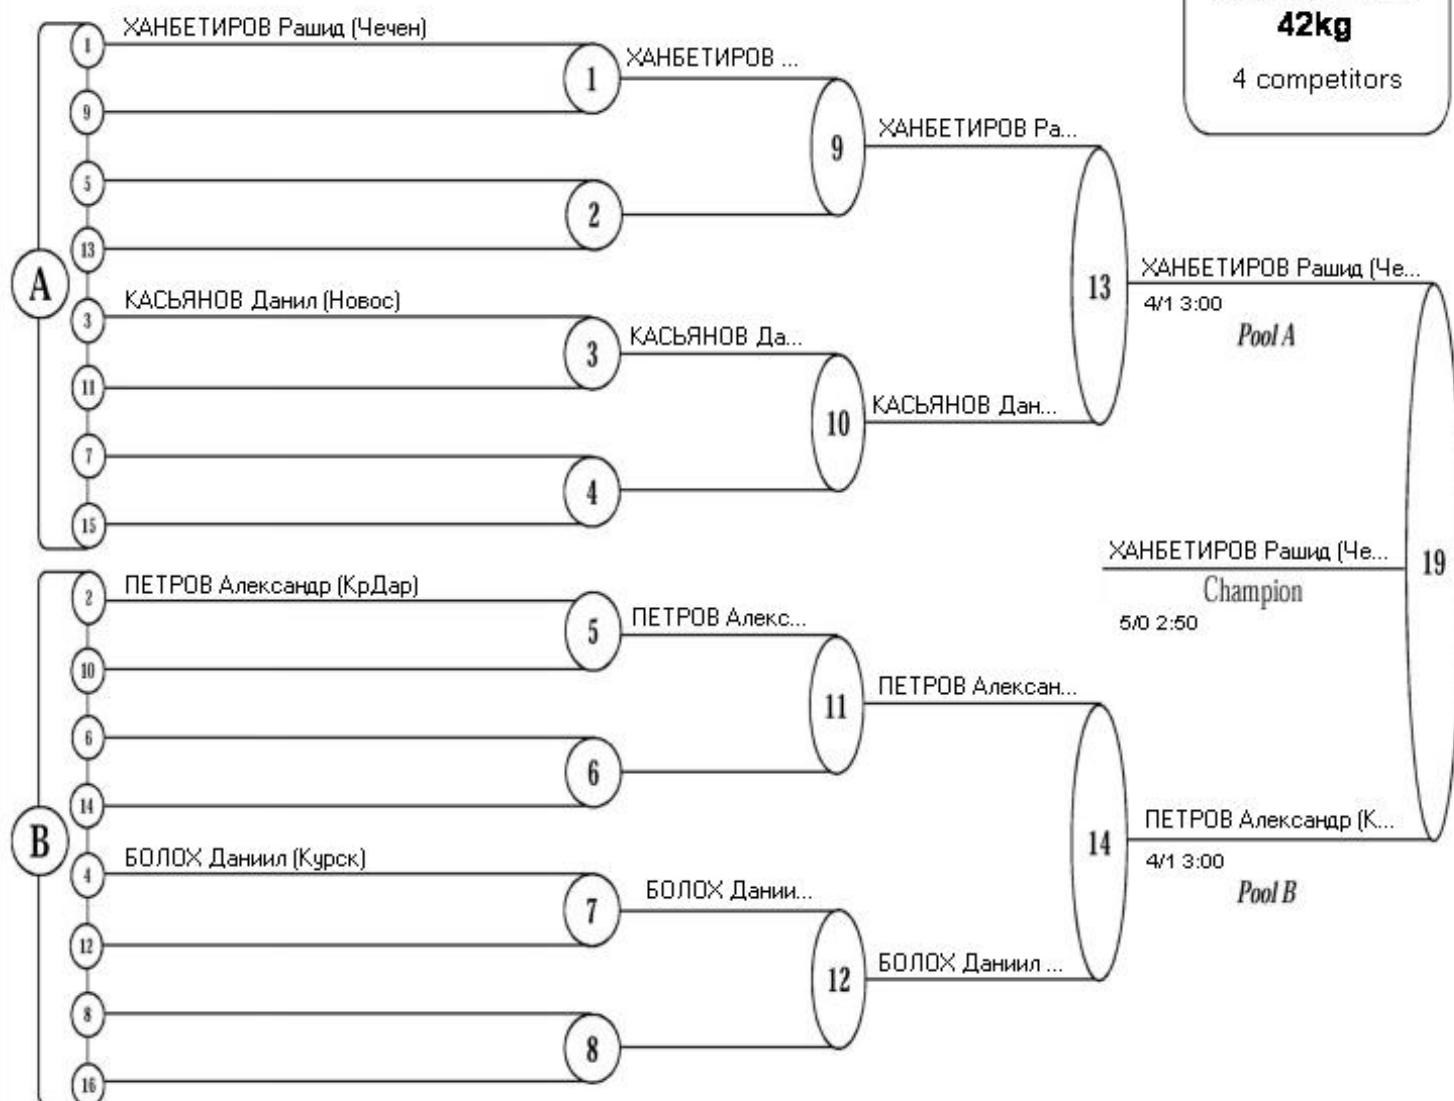 42kg
4 competitors
A
1
ХАНБЕТИРОВ Рашид (Чечен)
9
5
13
3
КАСЬЯНОВ Данил (Новос)
11
7
15
1
2
3
4
ХАНБЕТИРОВ ...
КАСЬЯНОВ Да...
9
10
ХАНБЕТИРОВ Ра...
КАСЬЯНОВ Дан...
13
ХАНБЕТИРОВ Рашид (Че...
4/1 3:00
Pool A
B
2
ПЕТРОВ Александр (КрДар)
10
6
14
4
БОЛОХ Даниил (Курск)
12
8
16
5
6
7
8
ПЕТРОВ Алекс...
БОЛОХ Дании...
11
12
ПЕТРОВ Алексан...
БОЛОХ Даниил ...
14
ПЕТРОВ Александр (К...
4/1 3:00
Pool B
19
ХАНБЕТИРОВ Рашид (Че...
Champion
5/0 2:50